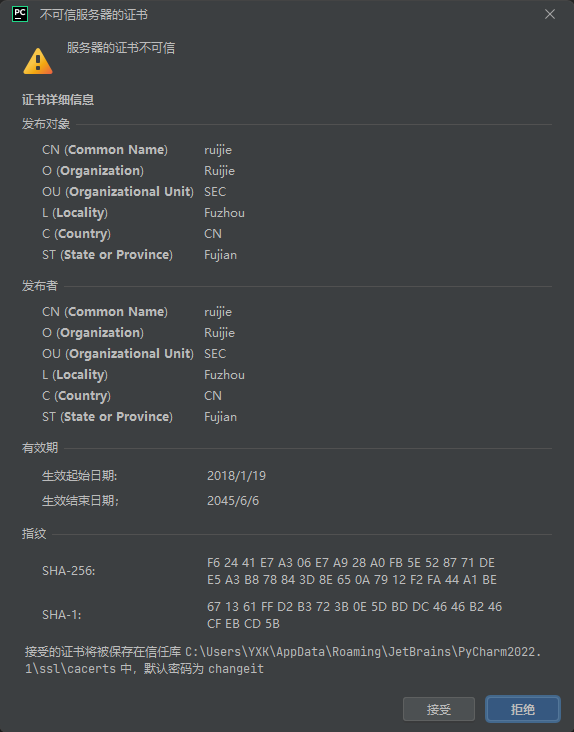 PC 不可信服务器的证书
服务器的证书不可信
证书详细信息
发布对象
CN (Common Name) ruijie
O (Organization) Ruijie
OU (Organizational Unit) SEC
L (Locality) Fuzhou
C (Country) CN
ST (State or Province) Fujian
发布者
CN (Common Name) ruijie
O (Organization) Ruijie
OU (Organizational Unit) SEC
L (Locality) Fuzhou
C (Country) CN
ST (State or Province) Fujian
有效期
生效起始日期: 2018/1/19
生效结束日期; 2045/6/6
指纹
SHA-256: F6 24 41 E7 A3 06 E7 A9 28 A0 FB 5E 52 87 71 DE
E5 A3 B8 78 84 3D 8E 65 0A 79 12 F2 FA 44 A1 BE
SHA-1: 67 13 61 FF D2 B3 72 3B 0E 5D BD DC 46 46 B2 46
CF EB CD 5B
接受的证书将被保存在信任库 C:\Users\YXK\AppData\Roaming\JetBrains\PyCharm2022.
1\ssl\cacerts 中，默认密码为 changeit
接受 拒绝